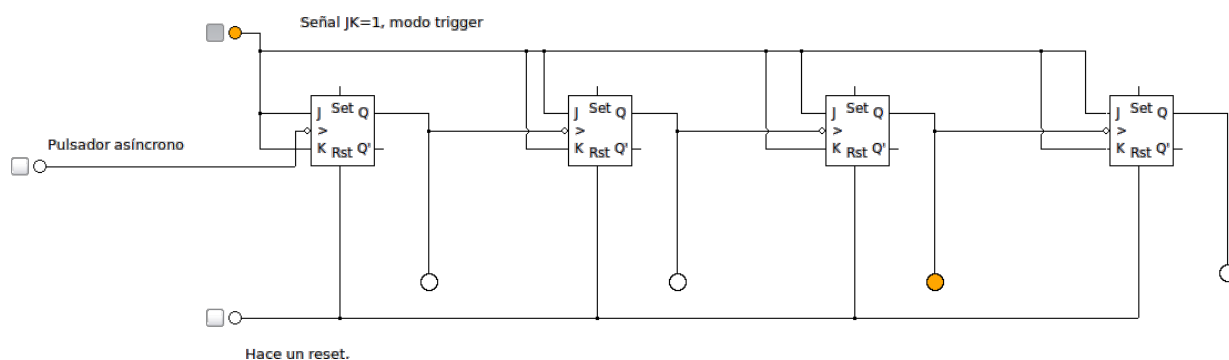 Señal JK=1, modo trigger
J Set Q
>
K Rst Q'
J Set Q
>
K Rst Q'
J Set Q
>
K Rst Q'
J Set Q
>
K Rst Q'
Pulsador asíncrono
Hace un reset.